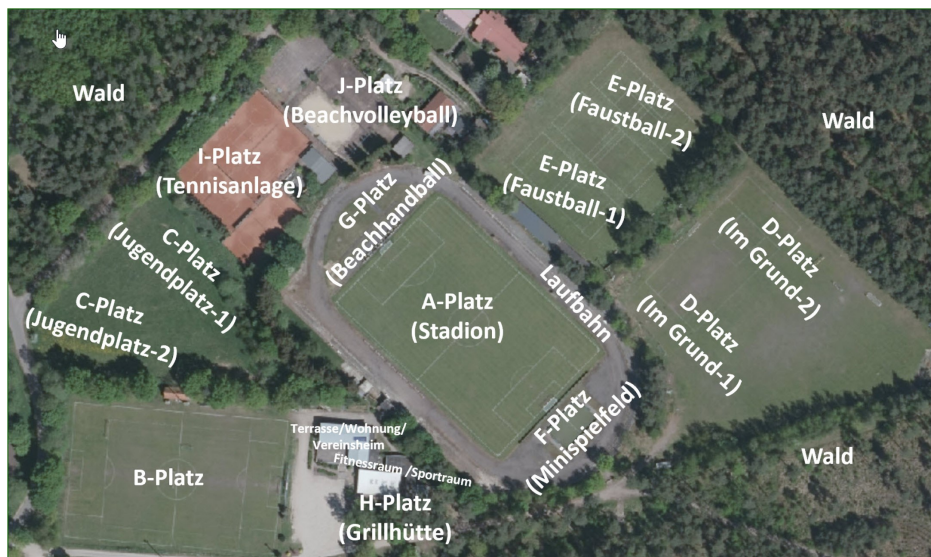 Wald
J-Platz
(Beachvolleyball)
E-Platz
(Faustball-2)
Wald
I-Platz
(Tennisanlage)
G-Platz
(Beachhandball)
E-Platz
(Faustball-1)
D-Platz
(Im Grund-2)
C-Platz
(Jugendplatz-1)
C-Platz
(Jugendplatz-2)
A-Platz
(Stadion)
Laufbahn
D-Platz
(Im Grund-1)
B-Platz
Terrasse/Wohnung/
Vereinsheim
Fitnessraum /Sportraum
H-Platz
(Grillhütte)
F-Platz
(Minispielfeld)
Wald